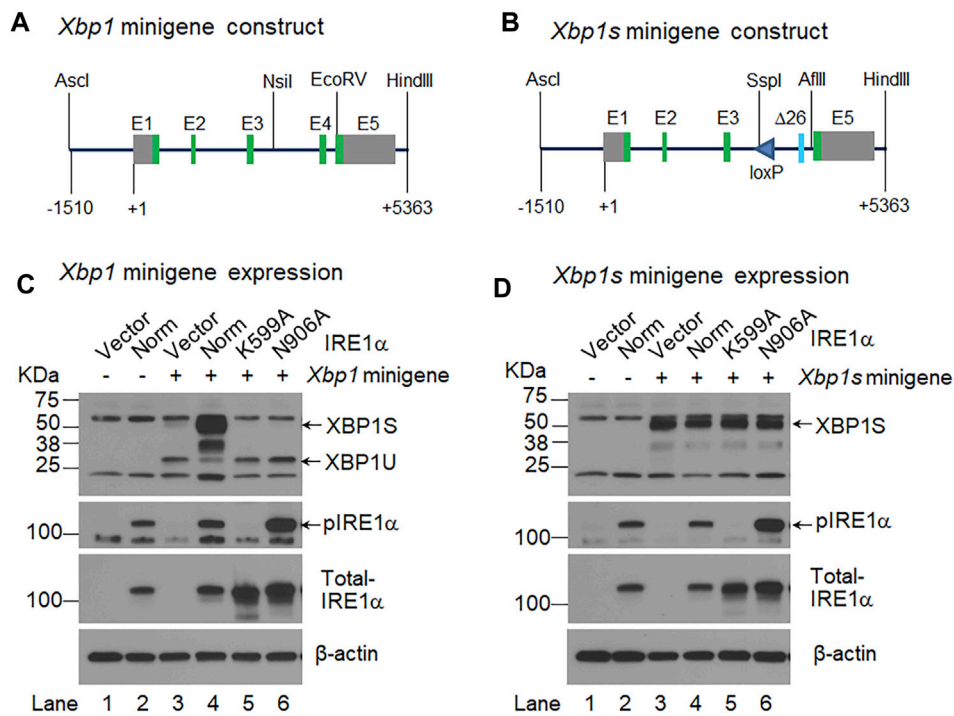 A Xbp1 minigene construct
AscI NsiI EcoRV HindIII
E1 E2 E3 E4 E5
-1510 +1 +5363
B Xbp1s minigene construct
AscI SspI AflII HindIII
E1 E2 E3 Δ26 E5
loxP
-1510 +1 +5363
C Xbp1 minigene expression
Vector Norm Vector Norm K599A N906A IRE1α
KDa - - + + + + Xbp1 minigene
75
50 XBP1S
38
25 XBP1U
100 pIRE1α
100 Total-
IRE1α
β-actin
Lane 1 2 3 4 5 6
D Xbp1s minigene expression
Vector Norm Vector Norm K599A N906A IRE1α
KDa - - + + + + Xbp1s minigene
75
50 XBP1S
38
25
100 pIRE1α
100 Total-
IRE1α
β-actin
Lane 1 2 3 4 5 6